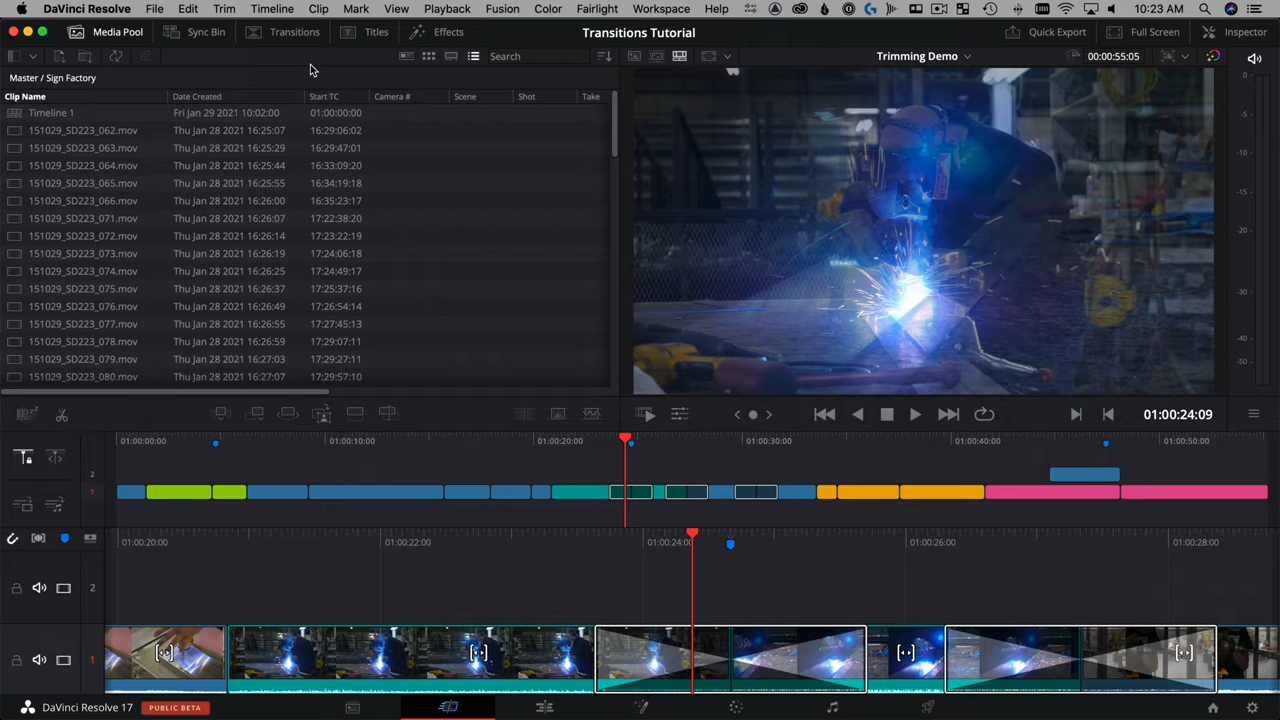 DaVinci Resolve File Edit Trim Timeline Clip Mark View Playback Fusion Color Fairlight Workspace Help 10:23 AM
Media Pool Sync Bin Transitions Titles Effects Transitions Tutorial Quick Export Full Screen Inspector
Search Trimming Demo 00:00:55:05
Master / Sign Factory
Clip Name Date Created Start TC Camera # Scene Shot Take
Timeline 1 Fri Jan 29 2021 10:02:00 01:00:00:00
151029_SD223_062.mov Thu Jan 28 2021 16:25:07 16:29:06:02
151029_SD223_063.mov Thu Jan 28 2021 16:25:29 16:29:47:01
151029_SD223_064.mov Thu Jan 28 2021 16:25:44 16:33:09:20
151029_SD223_065.mov Thu Jan 28 2021 16:25:55 16:34:19:18
151029_SD223_066.mov Thu Jan 28 2021 16:26:00 16:35:23:17
151029_SD223_071.mov Thu Jan 28 2021 16:26:07 17:22:38:20
151029_SD223_072.mov Thu Jan 28 2021 16:26:14 17:23:22:19
151029_SD223_073.mov Thu Jan 28 2021 16:26:19 17:24:06:18
151029_SD223_074.mov Thu Jan 28 2021 16:26:25 17:24:49:17
151029_SD223_075.mov Thu Jan 28 2021 16:26:37 17:25:37:16
151029_SD223_076.mov Thu Jan 28 2021 16:26:49 17:26:54:14
151029_SD223_077.mov Thu Jan 28 2021 16:26:55 17:27:45:13
151029_SD223_078.mov Thu Jan 28 2021 16:26:59 17:29:07:11
151029_SD223_079.mov Thu Jan 28 2021 16:27:03 17:29:27:11
151029_SD223_080.mov Thu Jan 28 2021 16:27:07 17:29:57:10
0
-5
-10
-15
-20
-30
-40
-50
01:00:24:09
01:00:00:00 01:00:10:00 01:00:20:00 01:00:30:00 01:00:40:00 01:00:50:00
2
1
01:00:20:00 01:00:22:00 01:00:24:00 01:00:26:00 01:00:28:00
2
1
DaVinci Resolve 17 PUBLIC BETA